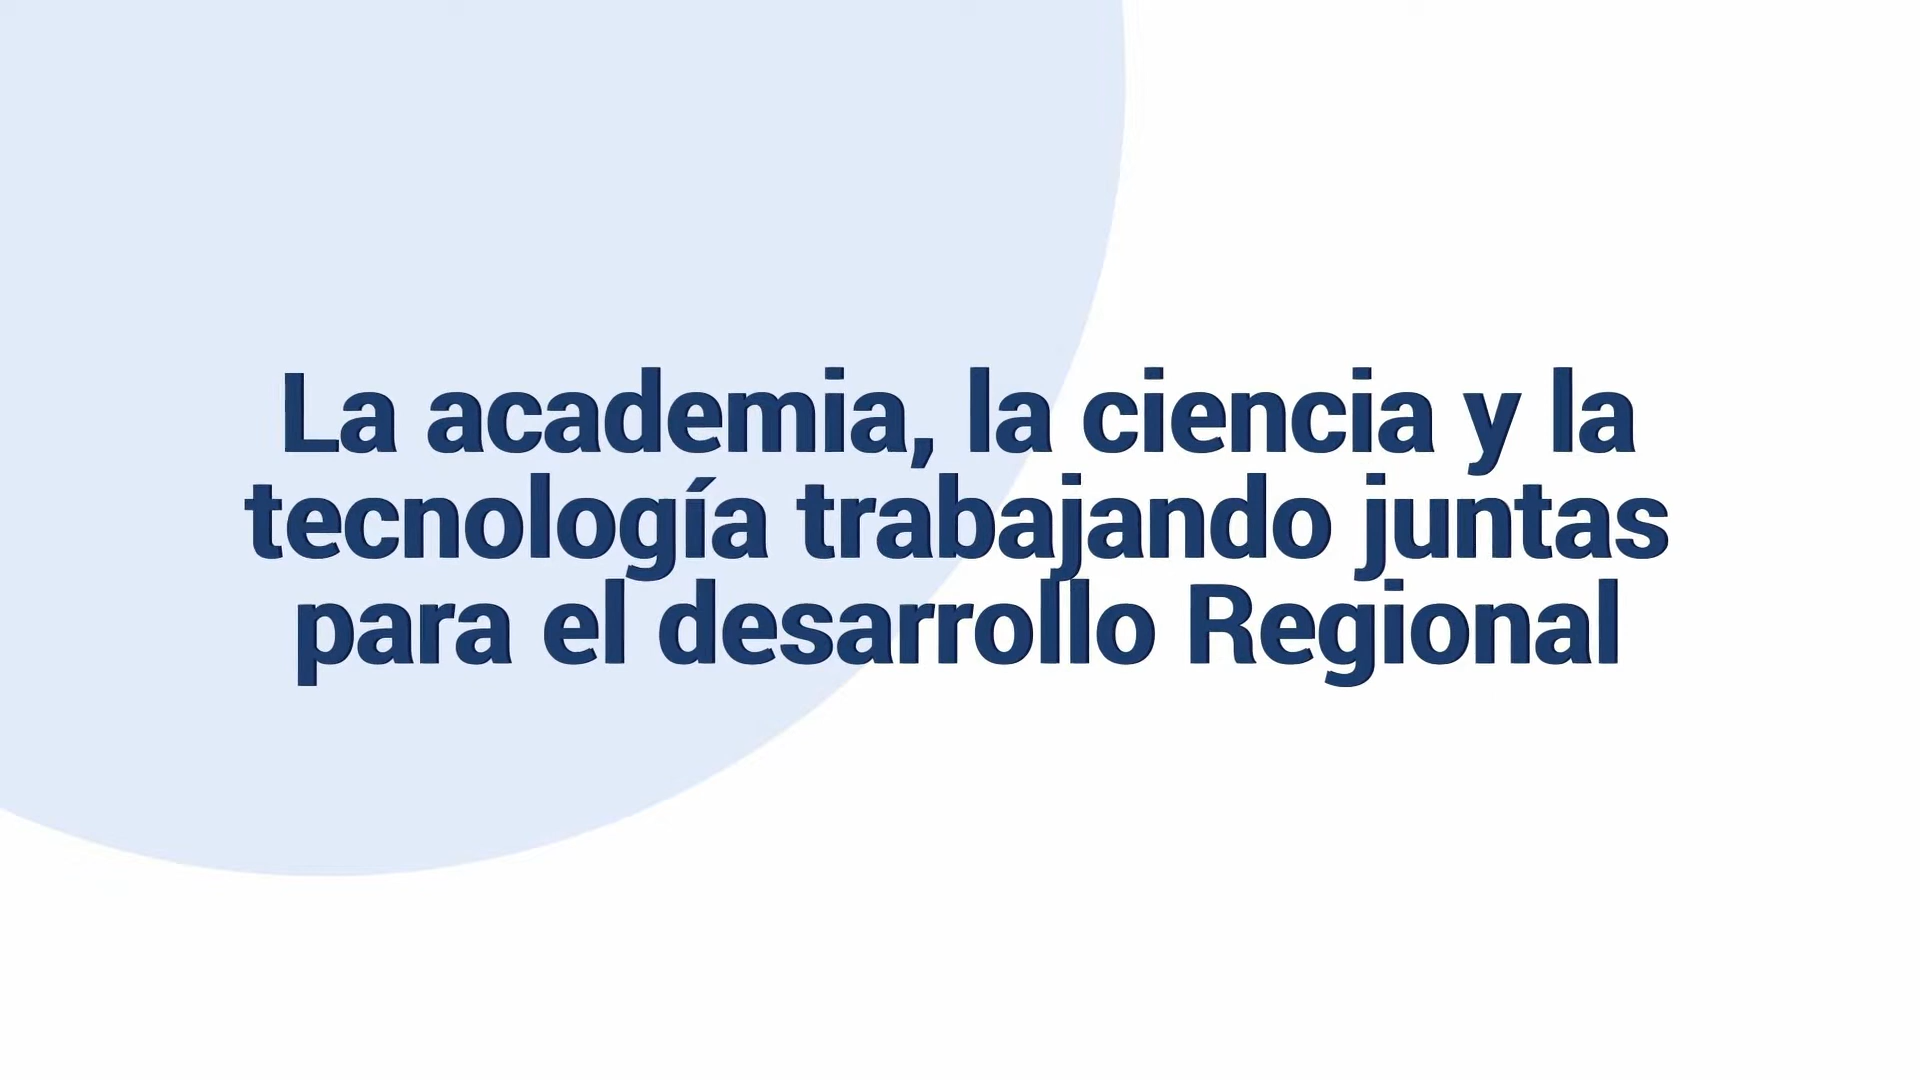 La academia, la ciencia y la
tecnología trabajando juntas
para el desarrollo Regional